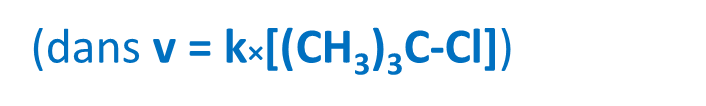 (dans v = k×[(CH₃)₃C-Cl])